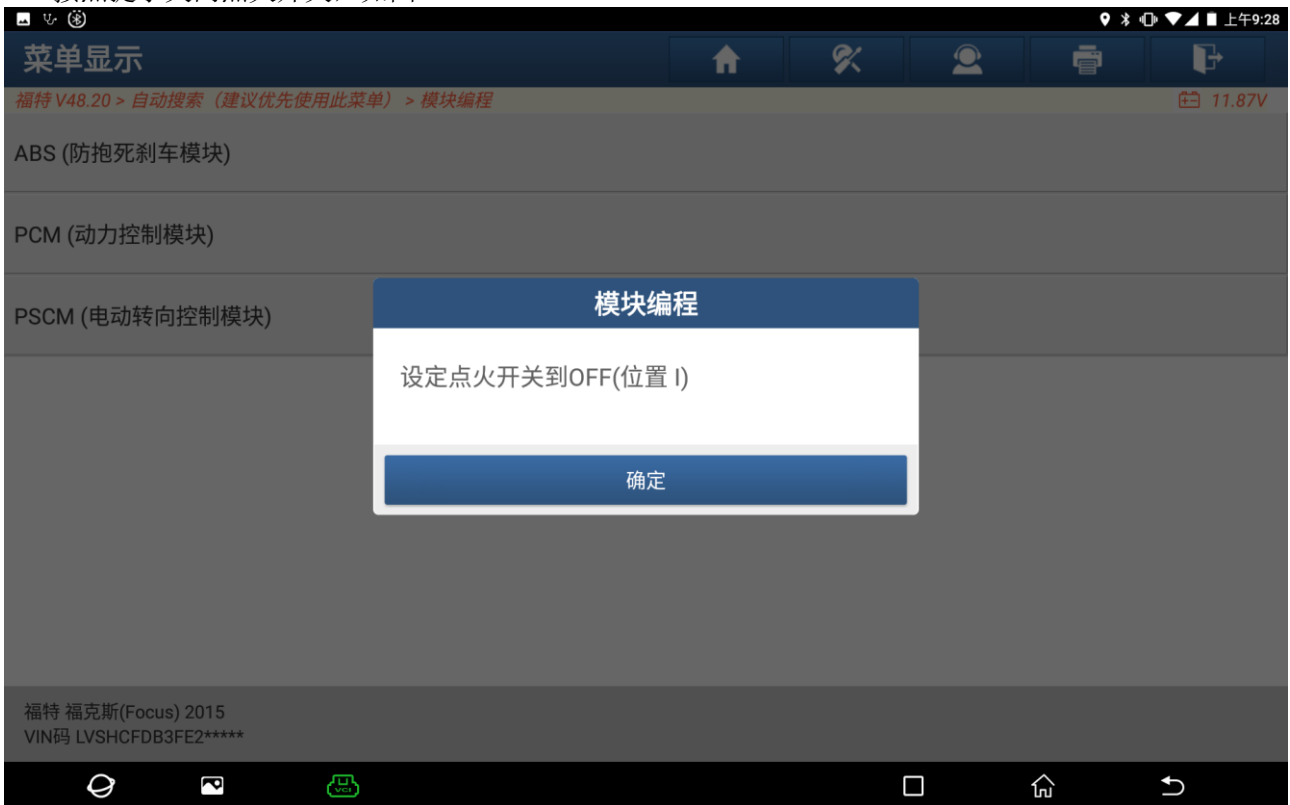 上午9:28
菜单显示
福特 V48.20 > 自动搜索（建议优先使用此菜单）> 模块编程
11.87V
ABS (防抱死刹车模块)
PCM (动力控制模块)
PSCM (电动转向控制模块)
模块编程
设定点火开关到OFF(位置 I)
确定
福特 福克斯(Focus) 2015
VIN码 LVSHCFDB3FE2*****
VCI